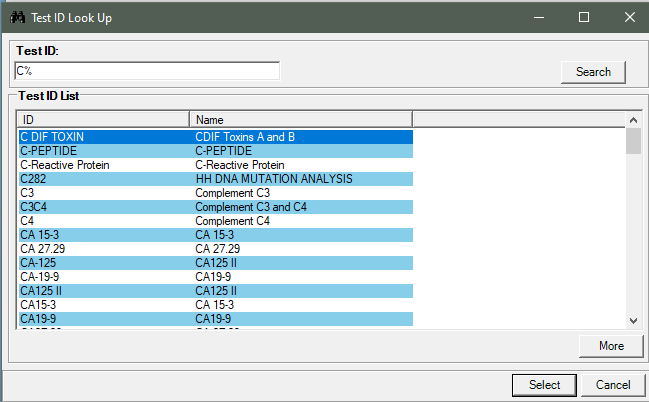 Test ID Look Up
Test ID:
C%
Search
Test ID List
ID Name
C DIF TOXIN CDIF Toxins A and B
C-PEPTIDE C-PEPTIDE
C-Reactive Protein C-Reactive Protein
C282 HH DNA MUTATION ANALYSIS
C3 Complement C3
C3C4 Complement C3 and C4
C4 Complement C4
CA 15-3 CA 15-3
CA 27.29 CA 27.29
CA-125 CA125 II
CA-19-9 CA19-9
CA125 II CA125 II
CA15-3 CA 15-3
CA19-9 CA19-9
More
Select Cancel